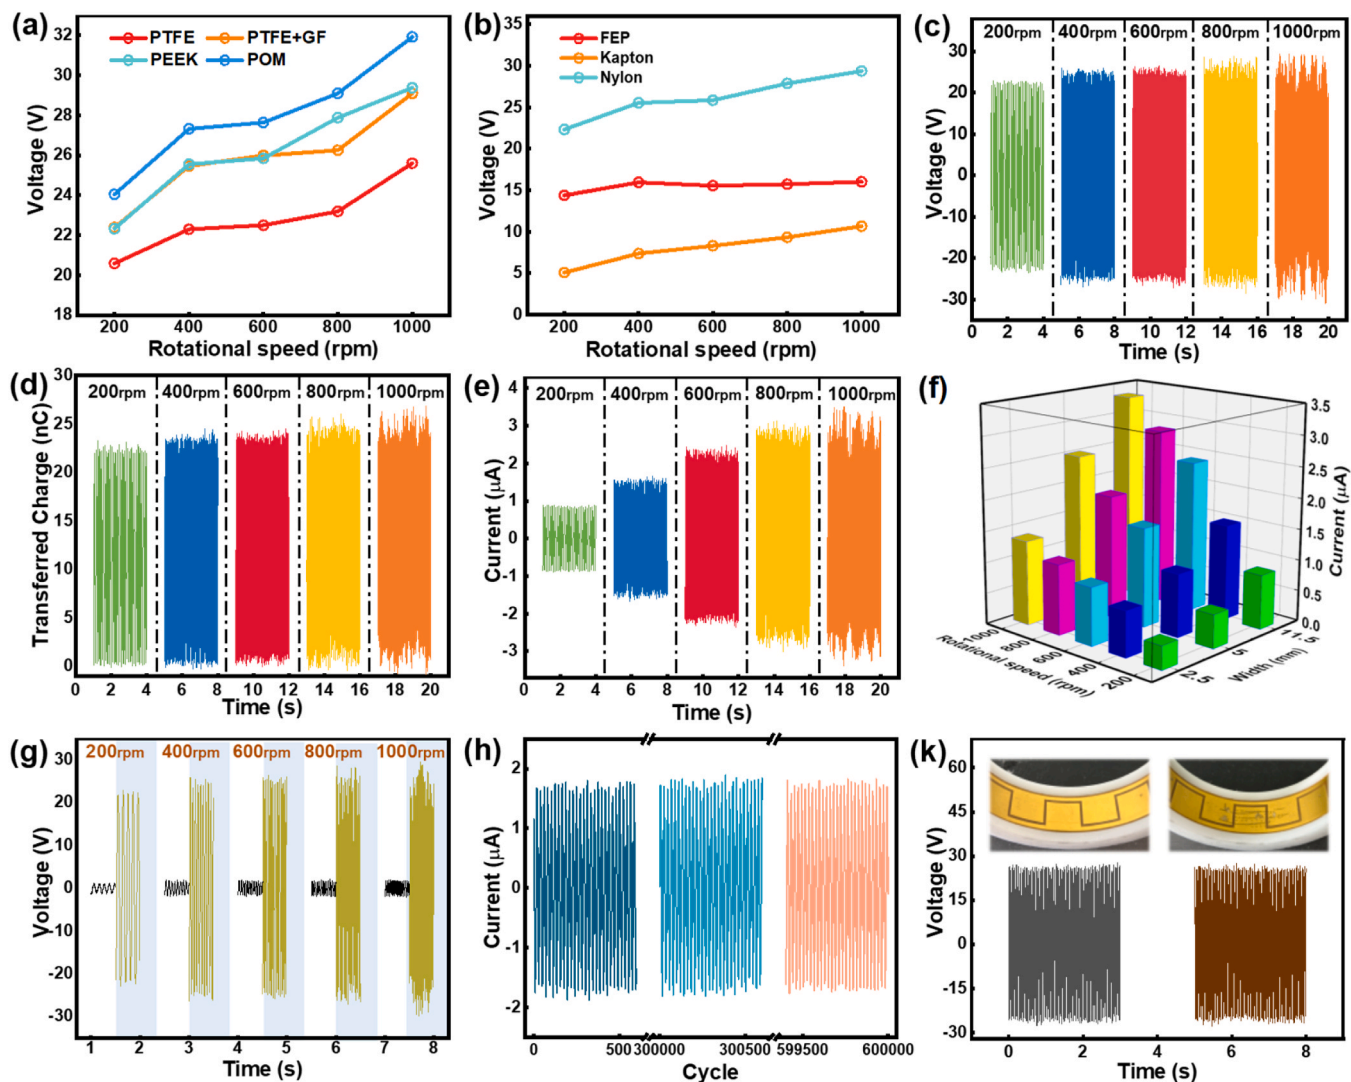 (a)
PTFE
PTFE+GF
PEEK
POM
Voltage (V)
32
30
28
26
24
22
20
18
200 400 600 800 1000
Rotational speed (rpm)
(b)
FEP
Kapton
Nylon
Voltage (V)
35
30
25
20
15
10
5
0
200 400 600 800 1000
Rotational speed (rpm)
(c)
200rpm 400rpm 600rpm 800rpm 1000rpm
Voltage (V)
30
20
10
0
-10
-20
-30
0 2 4 6 8 10 12 14 16 18 20
Time (s)
(d)
200rpm 400rpm 600rpm 800rpm 1000rpm
Transferred Charge (nC)
30
25
20
15
10
5
0
0 2 4 6 8 10 12 14 16 18 20
Time (s)
(e)
200rpm 400rpm 600rpm 800rpm 1000rpm
Current (μA)
4
3
2
1
0
-1
-2
-3
0 2 4 6 8 10 12 14 16 18 20
Time (s)
(f)
3.5
3.0
2.5
2.0
1.5
1.0
0.5
0.0
Current (μA)
1000
800
600
400
200
Rotational speed (rpm)
2.5
5
11.5
Width (mm)
(g)
200rpm 400rpm 600rpm 800rpm 1000rpm
Voltage (V)
30
20
10
0
-10
-20
-30
1 2 3 4 5 6 7 8
Time (s)
(h)
Current (μA)
2
1
0
-1
-2
0 500 300000 300500 599500 600000
Cycle
(k)
Voltage (V)
60
45
30
15
0
-15
-30
0 2 4 6 8
Time (s)